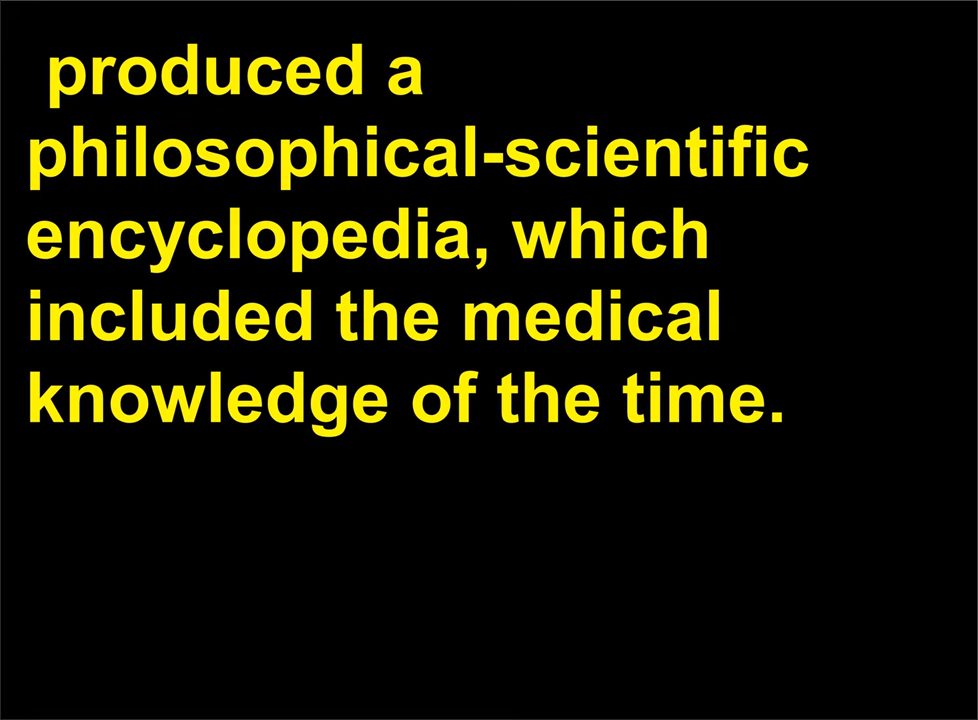 produced a
philosophical-scientific
encyclopedia, which
included the medical
knowledge of the time.